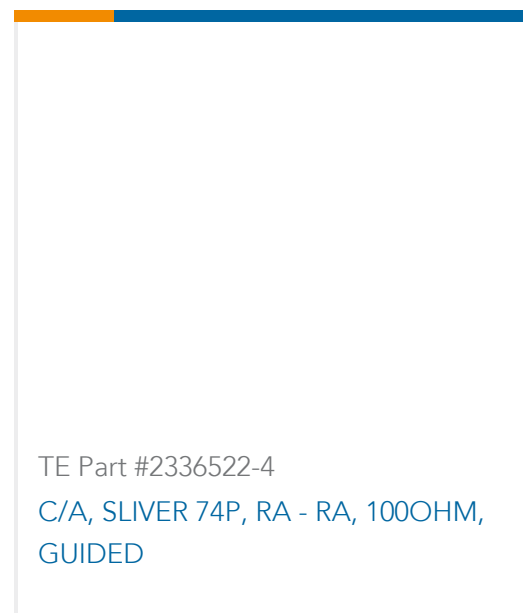 TE Part #2336522-4
C/A, SLIVER 74P, RA - RA, 100OHM,
GUIDED